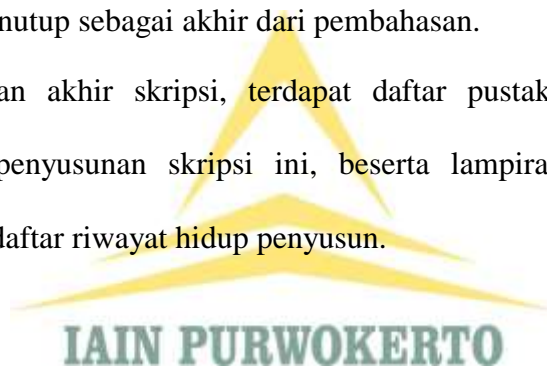 nutup sebagai akhir dari pembahasan.
an akhir skripsi, terdapat daftar pustak
penyusunan skripsi ini, beserta lampira
daftar riwayat hidup penyusun.
IAIN PURWOKERTO